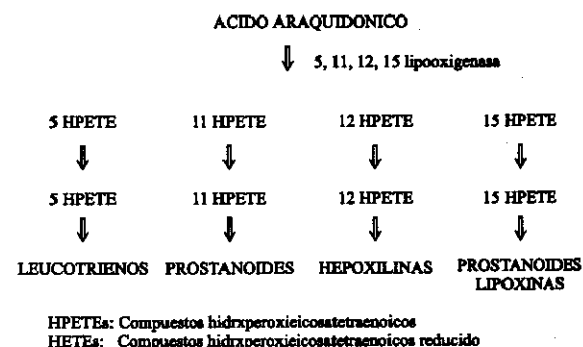 ACIDO ARAQUIDONICO
5, 11, 12, 15 lipooxigenasa
5 HPETE 11 HPETE 12 HPETE 15 HPETE
5 HPETE 11 HPETE 12 HPETE 15 HPETE
LEUCOTRIENOS PROSTANOIDES HEPOXILINAS PROSTANOIDES
LIPOXINAS
HPETEs: Compuestos hidrxperoxieicosatetraenoicos
HETEs: Compuestos hidrxperoxieicosatetraenoicos reducido